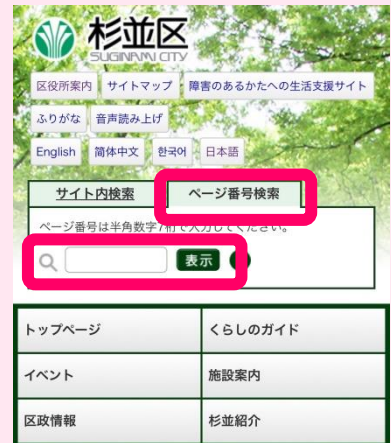 杉並区
SUGINAMI CITY
区役所案内 サイトマップ 障害のあるかたへの生活支援サイト
ふりがな 音声読み上げ
English 简体中文 한국어 日本語
サイト内検索 ページ番号検索
ページ番号は半角数字7桁で入力してください。
表示
トップページ くらしのガイド
イベント 施設案内
区政情報 杉並紹介